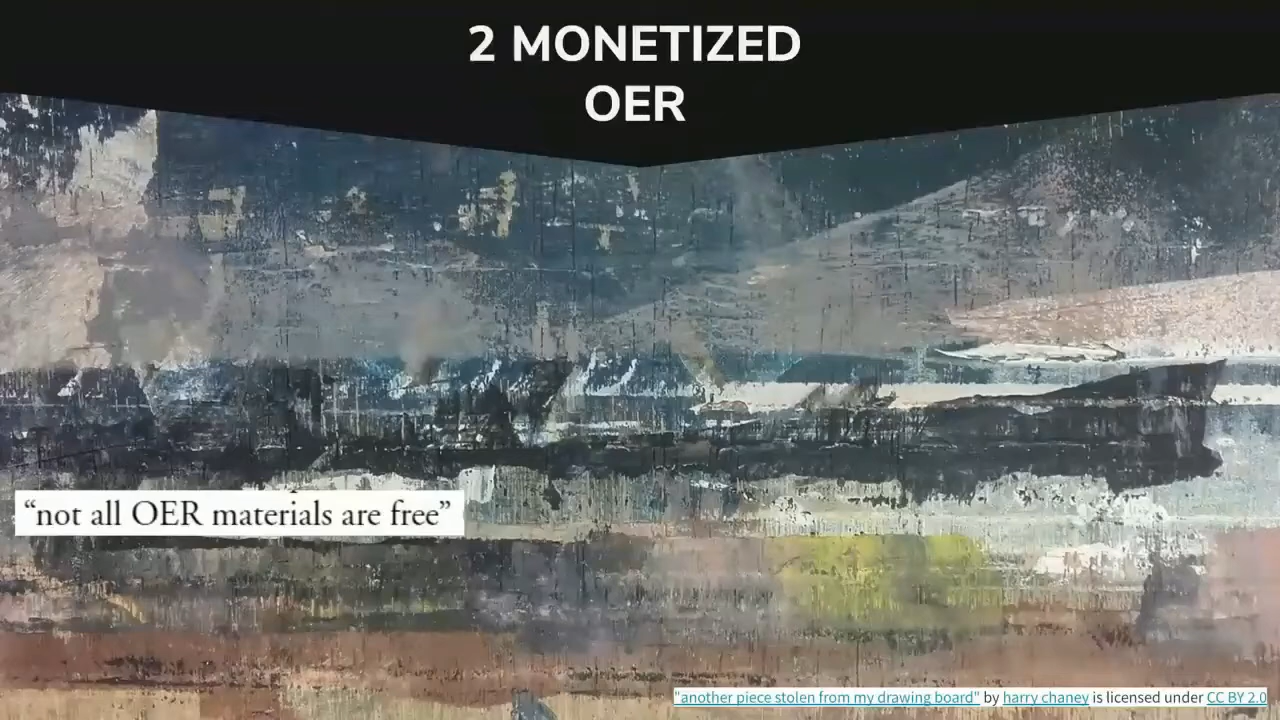 2 MONETIZED
OER
“not all OER materials are free”
"another piece stolen from my drawing board" by harry chaney is licensed under CC BY 2.0